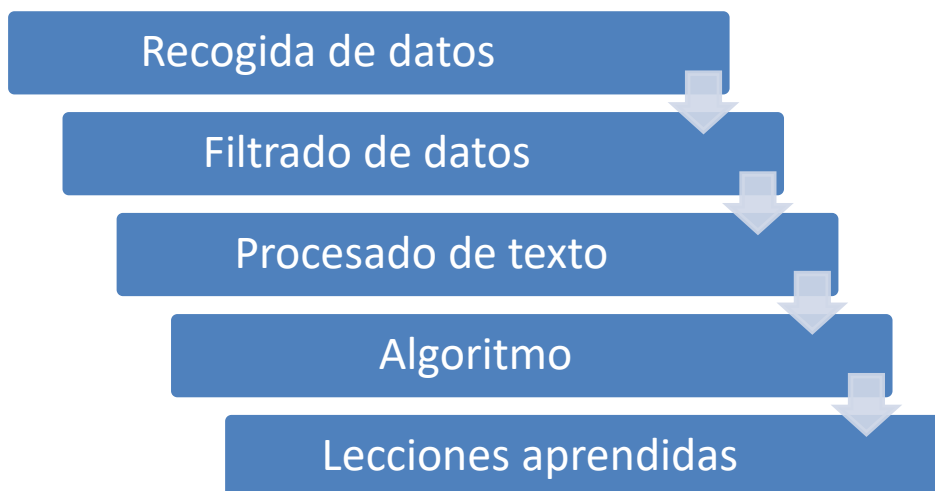 Recogida de datos
Filtrado de datos
Procesado de texto
Algoritmo
Lecciones aprendidas